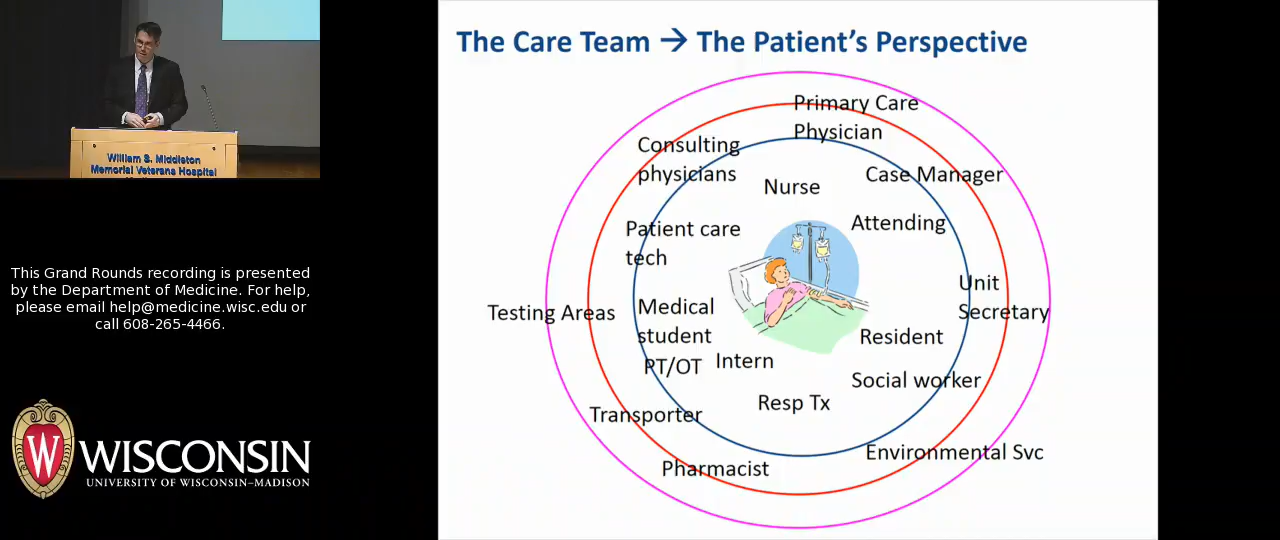 The Care Team → The Patient's Perspective
Primary Care
Physician
Consulting
physicians
Nurse
Case Manager
Patient care
tech
Attending
Unit
Secretary
Testing Areas
Medical
student
Resident
PT/OT
Intern
Social worker
Resp Tx
Transporter
Environmental Svc
Pharmacist
William S. Middleton
Memorial Veterans Hospital
This Grand Rounds recording is presented
by the Department of Medicine. For help,
please email help@medicine.wisc.edu or
call 608-265-4466.
W
WISCONSIN
UNIVERSITY OF WISCONSIN–MADISON